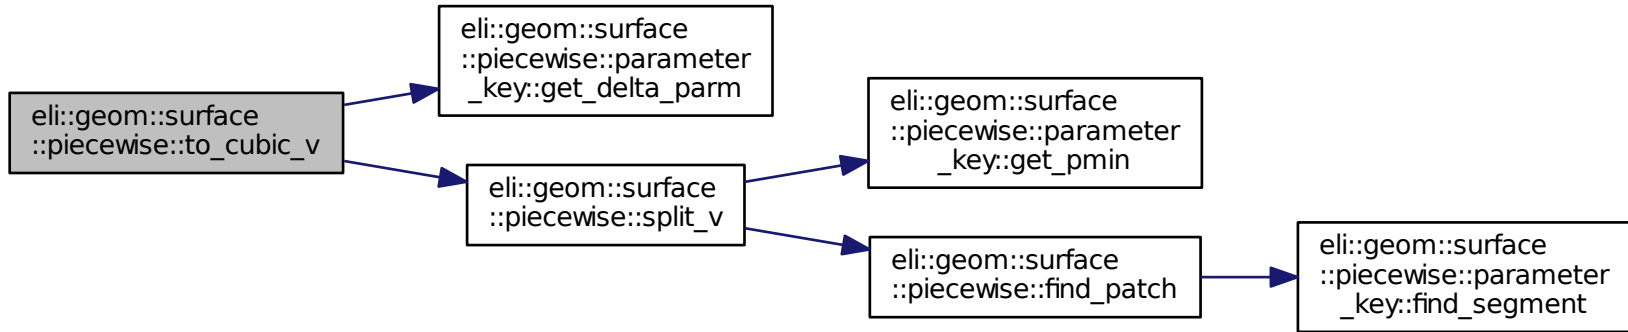 eli::geom::surface
::piecewise::to_cubic_v
eli::geom::surface
::piecewise::parameter
_key::get_delta_parm
eli::geom::surface
::piecewise::split_v
eli::geom::surface
::piecewise::parameter
_key::get_pmin
eli::geom::surface
::piecewise::find_patch
eli::geom::surface
::piecewise::parameter
_key::find_segment